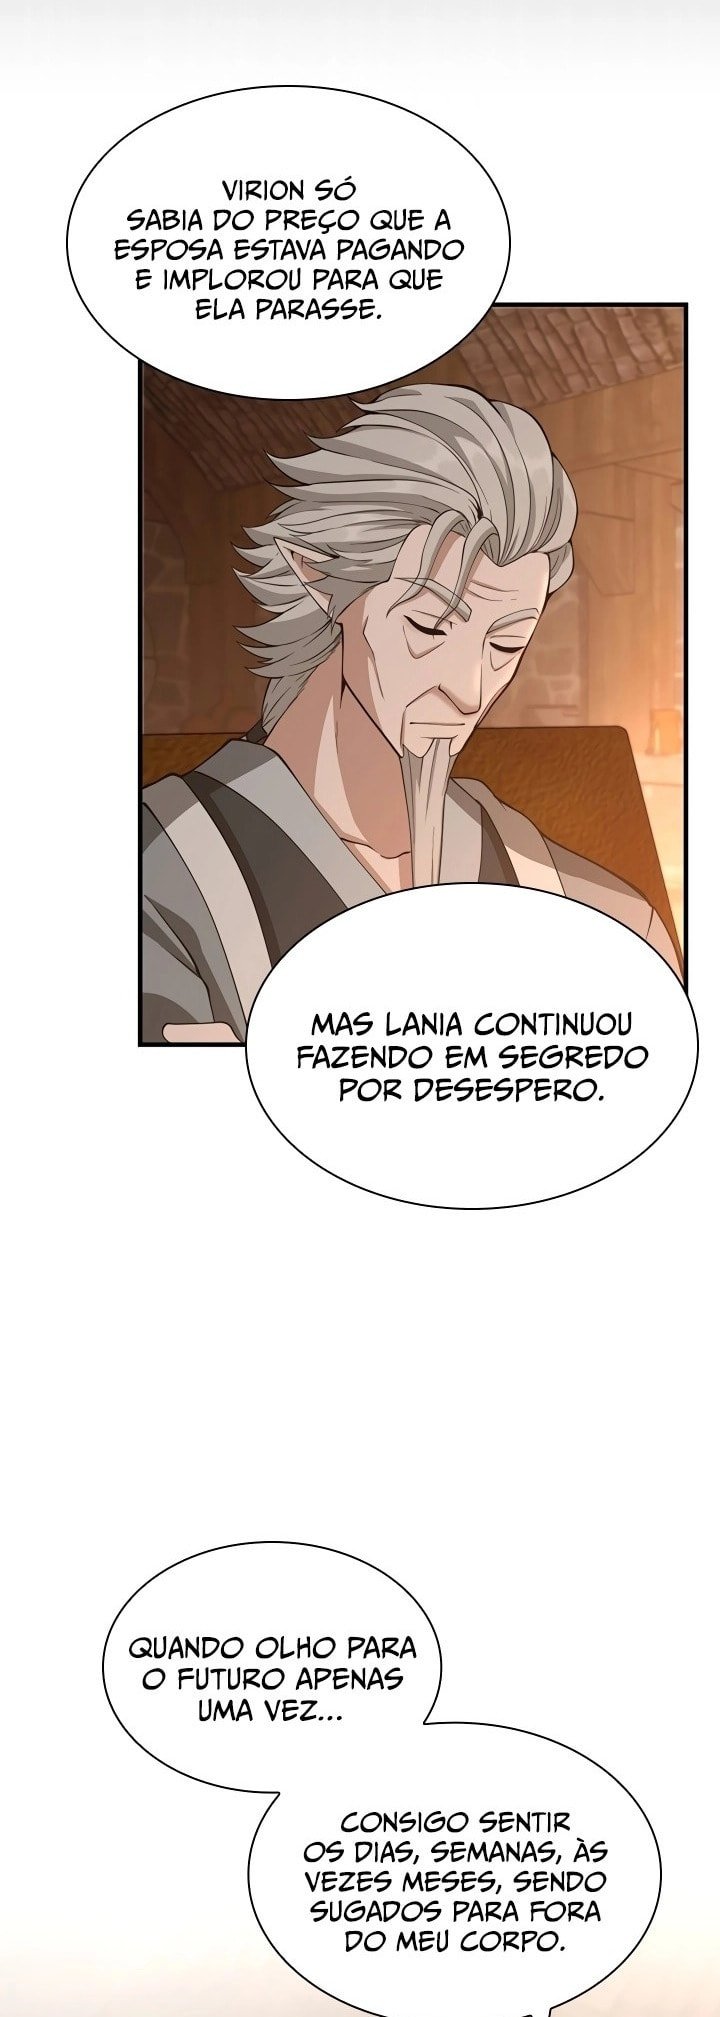 VIRION SÓ
SABIA DO PREÇO QUE A
ESPOSA ESTAVA PAGANDO
E IMPLOROU PARA QUE
ELA PARASSE.
MAS LANIA CONTINUOU
FAZENDO EM SEGREDO
POR DESESPERO.
QUANDO OLHO PARA
O FUTURO APENAS
UMA VEZ...
CONSIGO SENTIR
OS DIAS, SEMANAS, ÀS
VEZES MESES, SENDO
SUGADOS PARA FORA
DO MEU CORPO.